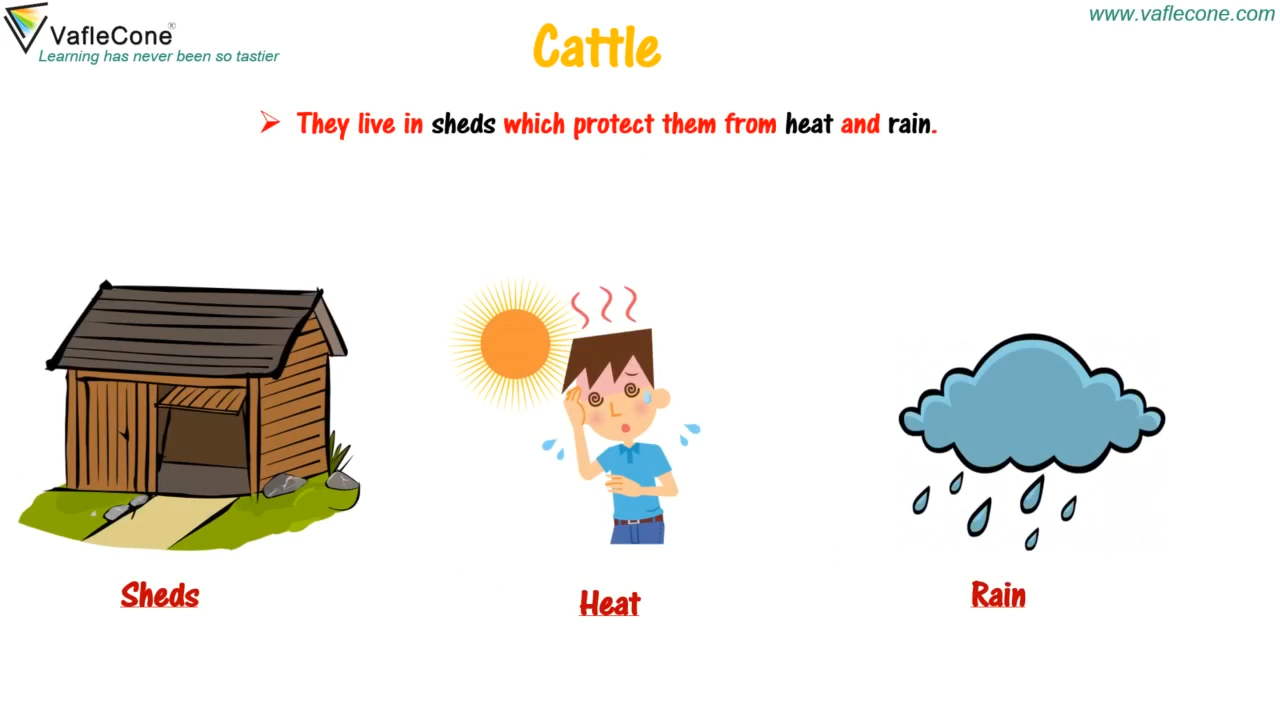 VafleCone®
Learning has never been so tastier
www.vaflecone.com
Cattle
➢ They live in sheds which protect them from heat and rain.
Sheds
Heat
Rain